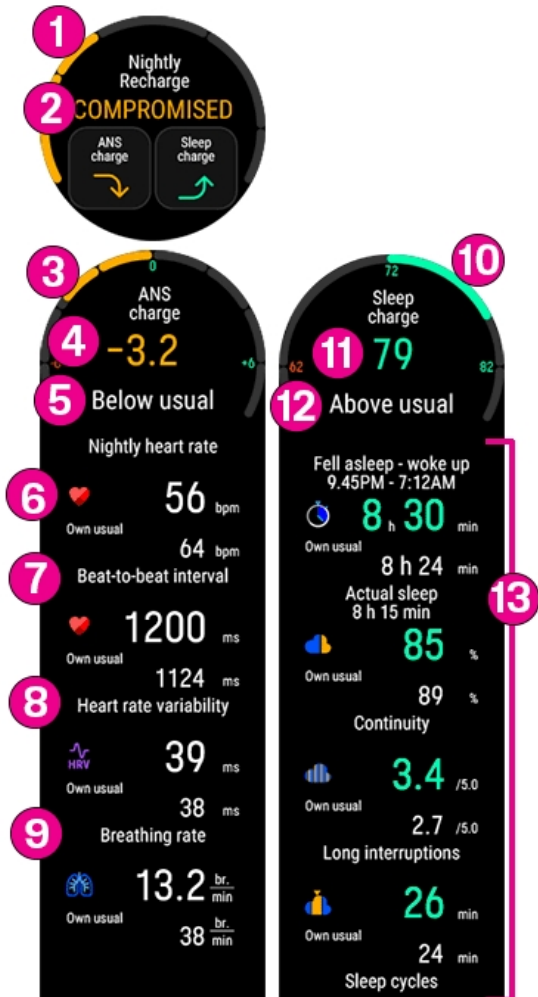 1
Nightly
Recharge
2
COMPROMISED
ANS
charge
Sleep
charge
3
0
ANS
charge
4
-3.2
+6
5
Below usual
Nightly heart rate
6
56 bpm
Own usual
64 bpm
7
Beat-to-beat interval
1200 ms
Own usual
1124 ms
8
Heart rate variability
HRV
39 ms
Own usual
38 ms
9
Breathing rate
13.2 br.
min
Own usual
38 br.
min
10
72
Sleep
charge
11
79
62
82
12
Above usual
13
Fell asleep - woke up
9.45PM - 7:12AM
8 h 30 min
Own usual
8 h 24 min
Actual sleep
8 h 15 min
85 %
Own usual
89 %
Continuity
3.4 /5.0
Own usual
2.7 /5.0
Long interruptions
26 min
Own usual
24 min
Sleep cycles